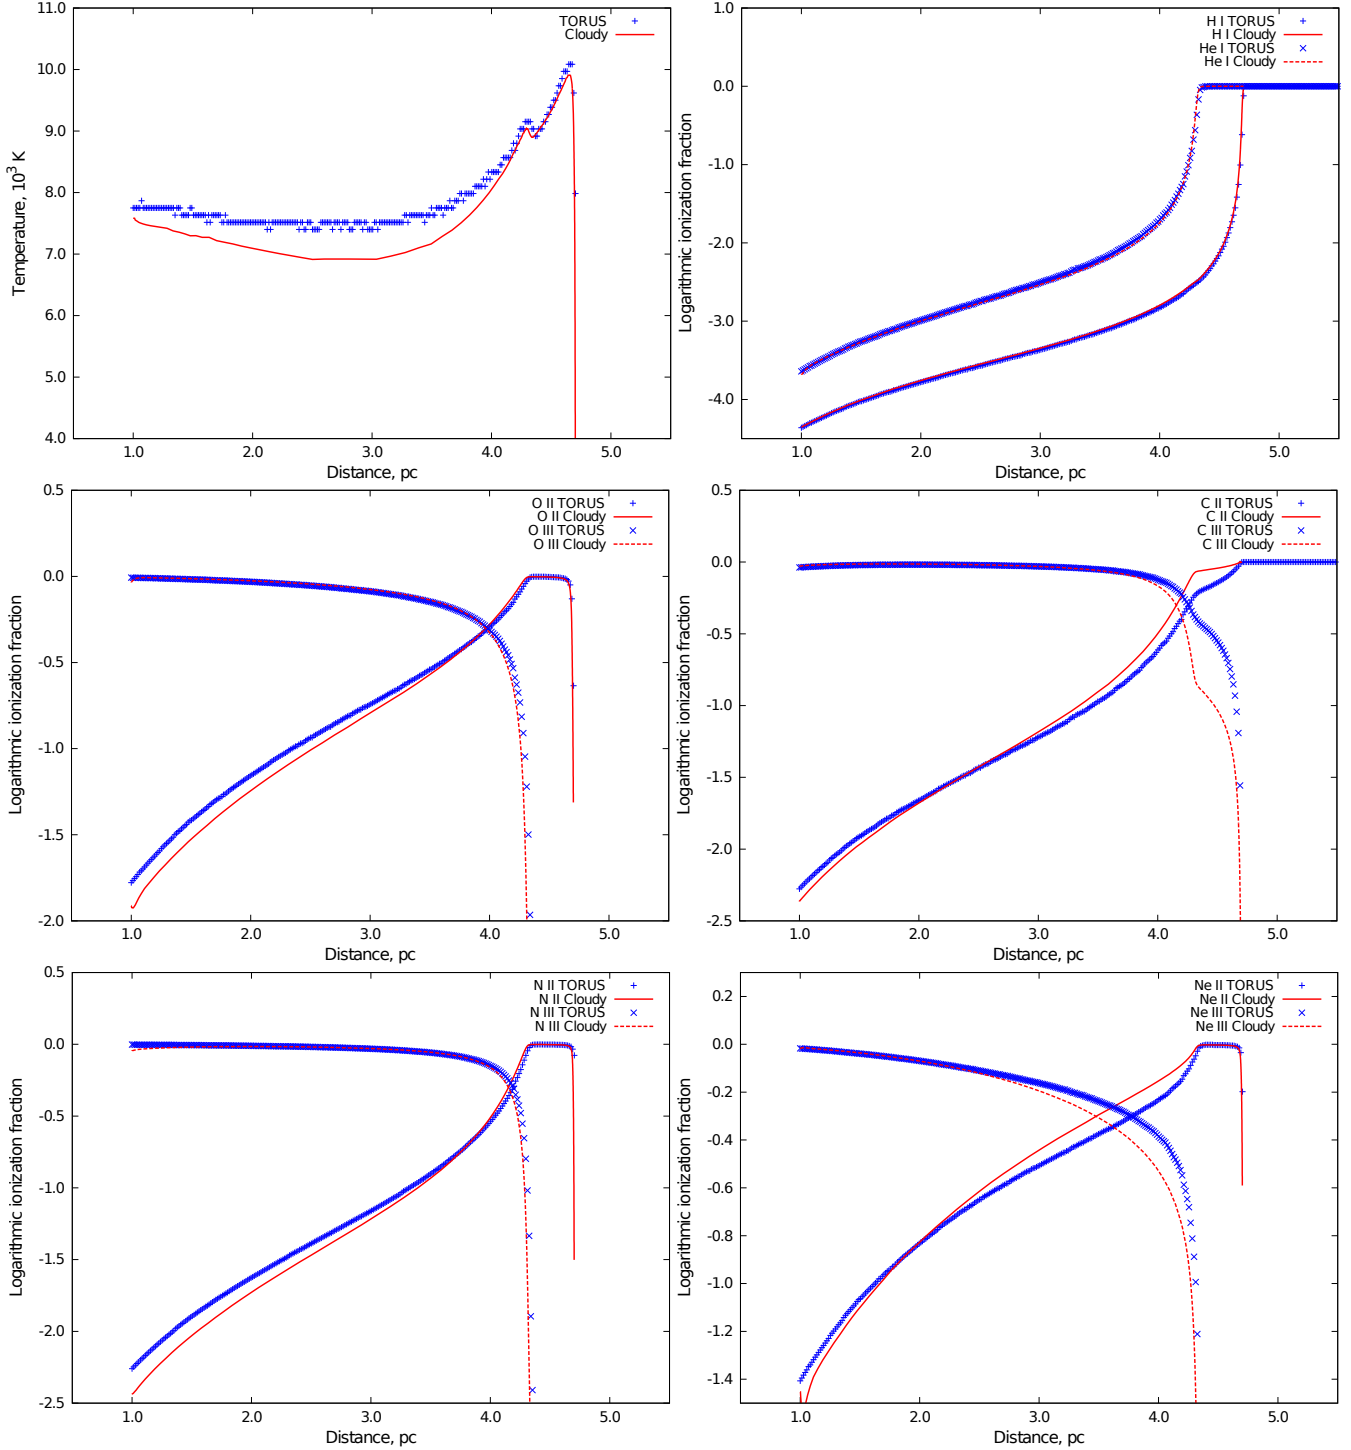 11.0
10.0
9.0
8.0
7.0
6.0
5.0
4.0
1.0
2.0
3.0
4.0
5.0
Temperature, 10³ K
Distance, pc
TORUS
Cloudy
1.0
0.0
-1.0
-2.0
-3.0
-4.0
1.0
2.0
3.0
4.0
5.0
Logarithmic ionization fraction
Distance, pc
H I TORUS
H I Cloudy
He I TORUS
He I Cloudy
0.5
0.0
-0.5
-1.0
-1.5
-2.0
1.0
2.0
3.0
4.0
5.0
Logarithmic ionization fraction
Distance, pc
O II TORUS
O II Cloudy
O III TORUS
O III Cloudy
0.5
0.0
-0.5
-1.0
-1.5
-2.0
-2.5
1.0
2.0
3.0
4.0
5.0
Logarithmic ionization fraction
Distance, pc
C II TORUS
C II Cloudy
C III TORUS
C III Cloudy
0.5
0.0
-0.5
-1.0
-1.5
-2.0
-2.5
1.0
2.0
3.0
4.0
5.0
Logarithmic ionization fraction
Distance, pc
N II TORUS
N II Cloudy
N III TORUS
N III Cloudy
0.2
0.0
-0.2
-0.4
-0.6
-0.8
-1.0
-1.2
-1.4
1.0
2.0
3.0
4.0
5.0
Logarithmic ionization fraction
Distance, pc
Ne II TORUS
Ne II Cloudy
Ne III TORUS
Ne III Cloudy